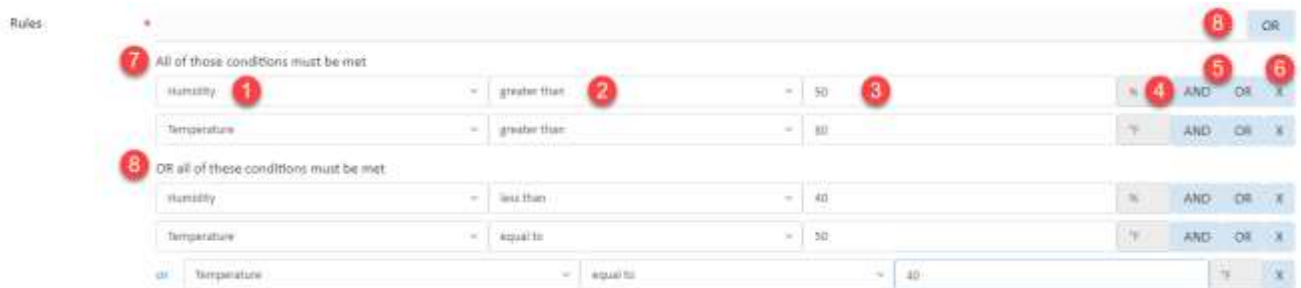 Rules * 8 OR
7 All of those conditions must be met 5 6
Humidity 1 greater than 2 50 3 % 4 AND OR X
Temperature greater than 80 °F AND OR X
8 OR all of these conditions must be met
Humidity less than 40 % AND OR X
Temperature equal to 50 °F AND OR X
or Temperature equal to 40 °F X